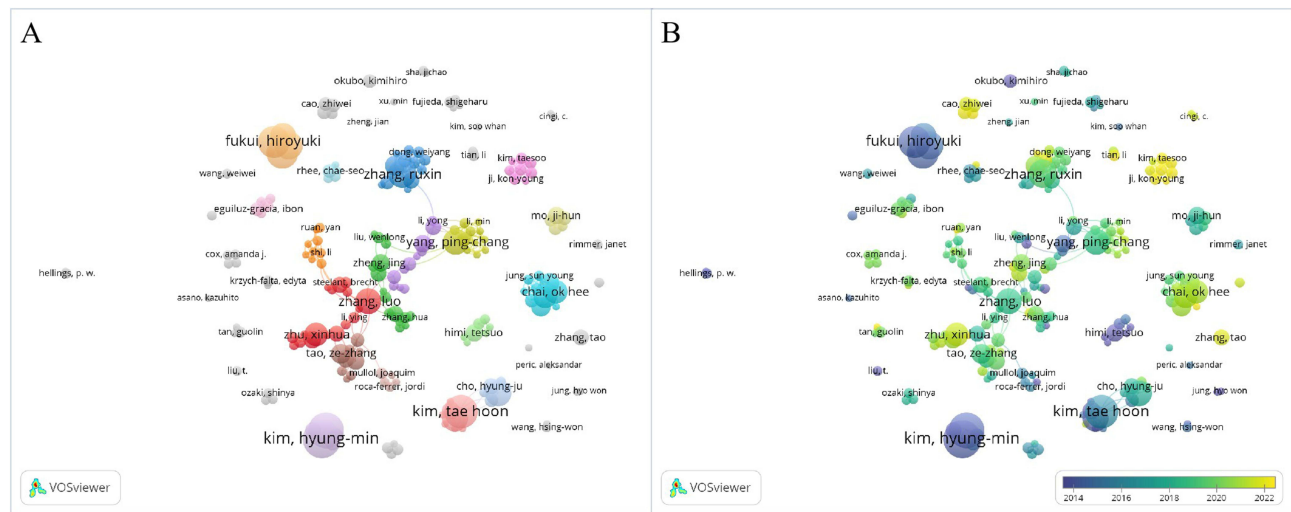 A
sha, jichao
okubo, kimihiro
cao, zhiwei
xu, min
fujieda, shigeharu
cingi, c.
zheng, jian
kim, soo whan
fukui, hiroyuki
dong, weiyang
tian, li
kim, taesoo
wang, weiwei
rhee, chae-seo
zhang, ruxin
ji, kon-young
eguiluz-gracia, ibon
li, yong
li, min
mo, ji-hun
ruan, yan
liu, wenlong
yang, ping-chang
rimmer, janet
shi, li
cox, amanda j.
zheng, jing
hellings, p. w.
jung, sun young
krzych-fałta, edyta
steelant, brecht
chai, ok hee
asano, kazuhito
zhang, luo
li, ying
zhang, hua
tan, guolin
zhu, xinhua
himi, tetsuo
zhang, tao
tao, ze-zhang
liu, t.
mullol, joaquim
roca-ferrer, jordi
cho, hyung-ju
ozaki, shinya
kim, tae hoon
kim, hyung-min
VOSviewer
B
sha, jichao
okubo, kimihiro
cao, zhiwei
xu, min
fujieda, shigeharu
cingi, c.
zheng, jian
kim, soo whan
fukui, hiroyuki
dong, weiyang
tian, li
kim, taesoo
wang, weiwei
rhee, chae-seo
zhang, ruxin
ji, kon-young
eguiluz-gracia, ibon
li, yong
li, min
mo, ji-hun
ruan, yan
liu, wenlong
yang, ping-chang
rimmer, janet
shi, li
cox, amanda j.
zheng, jing
hellings, p. w.
jung, sun young
krzych-fałta, edyta
steelant, brecht
chai, ok hee
asano, kazuhito
zhang, luo
li, ying
zhang, hua
tan, guolin
zhu, xinhua
himi, tetsuo
zhang, tao
tao, ze-zhang
peric, aleksandar
liu, t.
mullol, joaquim
roca-ferrer, jordi
cho, hyung-ju
jung, hyo won
ozaki, shinya
kim, tae hoon
wang, hsing-won
kim, hyung-min
VOSviewer
2014 2016 2018 2020 2022